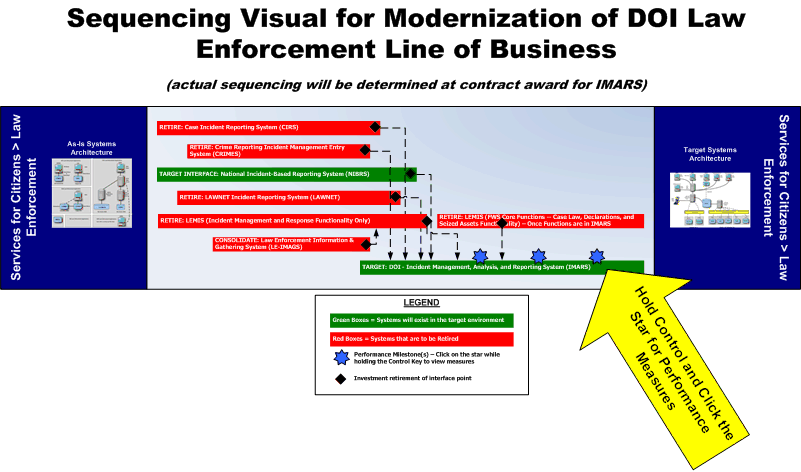 Sequencing Visual for Modernization of DOI Law
Enforcement Line of Business
(actual sequencing will be determined at contract award for IMARS)
Services for Citizens > Law
Enforcement
As-Is Systems
Architecture
RETIRE: Case Incident Reporting System (CIRS)
RETIRE: Crime Reporting Incident Management Entry
System (CRIMES)
TARGET INTERFACE: National Incident-Based Reporting System (NIBRS)
RETIRE: LAWNET Incident Reporting System (LAWNET)
RETIRE: LEMIS (Incident Management and Response Functionality Only)
RETIRE: LEMIS (FWS Core Functions -- Case Law, Declarations, and
Seized Assets Functionality) – Once Functions are in IMARS
CONSOLIDATE: Law Enforcement Information &
Gathering System (LE-IMAGS)
TARGET: DOI - Incident Management, Analysis, and Reporting System (IMARS)
Target Systems
Architecture
Services for Citizens > Law
Enforcement
Hold Control and Click the
Star for Performance
Measures
LEGEND
Green Boxes = Systems will exist in the target environment
Red Boxes = Systems that are to be Retired
Performance Milestone(s) – Click on the star while
holding the Control Key to view measures
Investment retirement of interface point